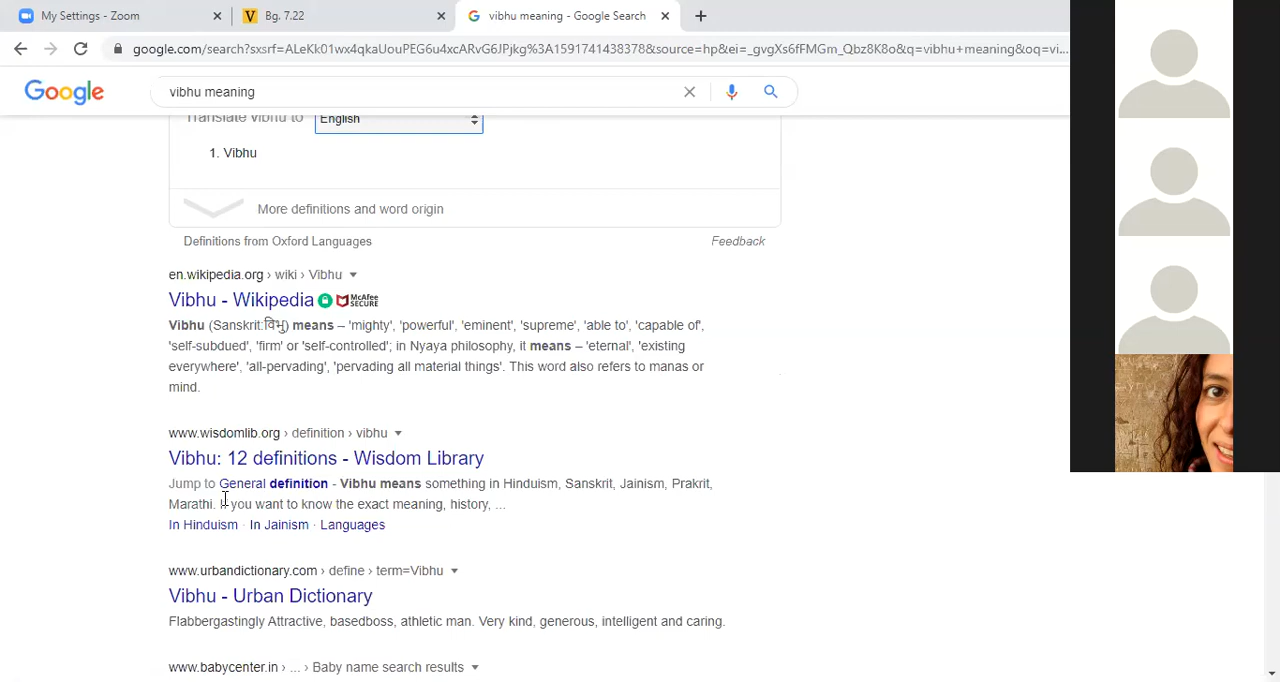 My Settings - Zoom
Bg. 7.22
vibhu meaning - Google Search
google.com/search?sxsrf=ALeKk01wx4qkaUouPEG6u4xcARvG6JPjkg%3A1591741438378&source=hp&ei=_gvgXs6fFMGm_Qbz8K8o&q=vibhu+meaning&oq=vi...
Google
vibhu meaning
Translate vibhu to
English
1. Vibhu
More definitions and word origin
Definitions from Oxford Languages
Feedback
en.wikipedia.org › wiki › Vibhu
Vibhu - Wikipedia McAfee SECURE
Vibhu (Sanskrit:विभु) means – 'mighty', 'powerful', 'eminent', 'supreme', 'able to', 'capable of',
'self-subdued', 'firm' or 'self-controlled'; in Nyaya philosophy, it means – 'eternal', 'existing
everywhere', 'all-pervading', 'pervading all material things'. This word also refers to manas or
mind.
www.wisdomlib.org › definition › vibhu
Vibhu: 12 definitions - Wisdom Library
Jump to General definition - Vibhu means something in Hinduism, Sanskrit, Jainism, Prakrit,
Marathi. If you want to know the exact meaning, history, ...
In Hinduism · In Jainism · Languages
www.urbandictionary.com › define › term=Vibhu
Vibhu - Urban Dictionary
Flabbergastingly Attractive, basedboss, athletic man. Very kind, generous, intelligent and caring.
www.babycenter.in › ... › Baby name search results